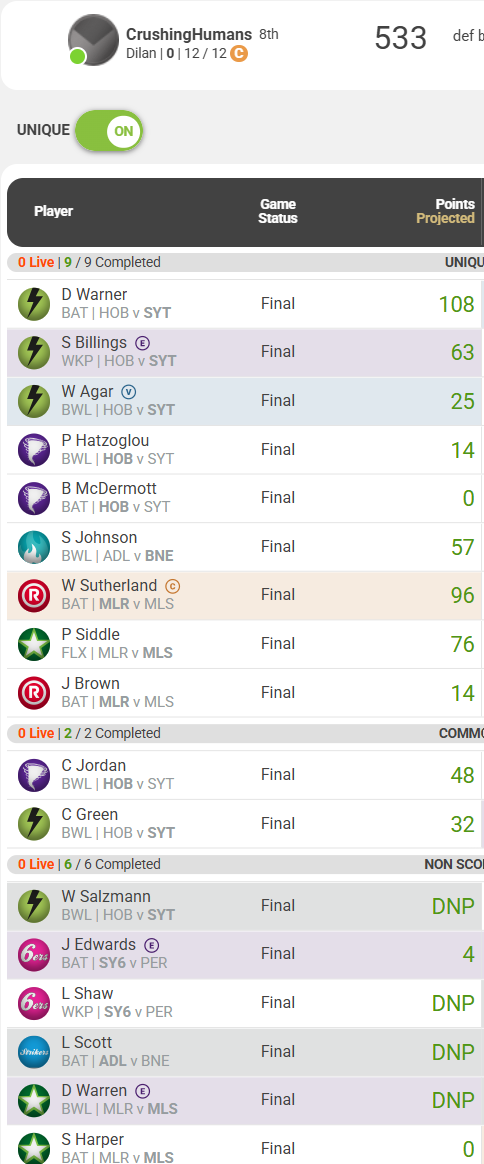 CrushingHumans 8th
Dilan | 0 | 12 / 12 C
533
def b
UNIQUE ON
Player
Game Status
Points
Projected
0 Live | 9 / 9 Completed UNIQU
D Warner
BAT | HOB v SYT
Final
108
S Billings E
WKP | HOB v SYT
Final
63
W Agar V
BWL | HOB v SYT
Final
25
P Hatzoglou
BWL | HOB v SYT
Final
14
B McDermott
BAT | HOB v SYT
Final
0
S Johnson
BWL | ADL v BNE
Final
57
R
W Sutherland C
BAT | MLR v MLS
Final
96
P Siddle
FLX | MLR v MLS
Final
76
R
J Brown
BAT | MLR v MLS
Final
14
0 Live | 2 / 2 Completed COMMO
C Jordan
BWL | HOB v SYT
Final
48
C Green
BWL | HOB v SYT
Final
32
0 Live | 6 / 6 Completed NON SCO
W Salzmann
BWL | HOB v SYT
Final
DNP
6ers
J Edwards E
BAT | SY6 v PER
Final
4
6ers
L Shaw
WKP | SY6 v PER
Final
DNP
Strikers
L Scott
BAT | ADL v BNE
Final
DNP
D Warren E
BWL | MLR v MLS
Final
DNP
S Harper
BAT | MLR v MLS
Final
0